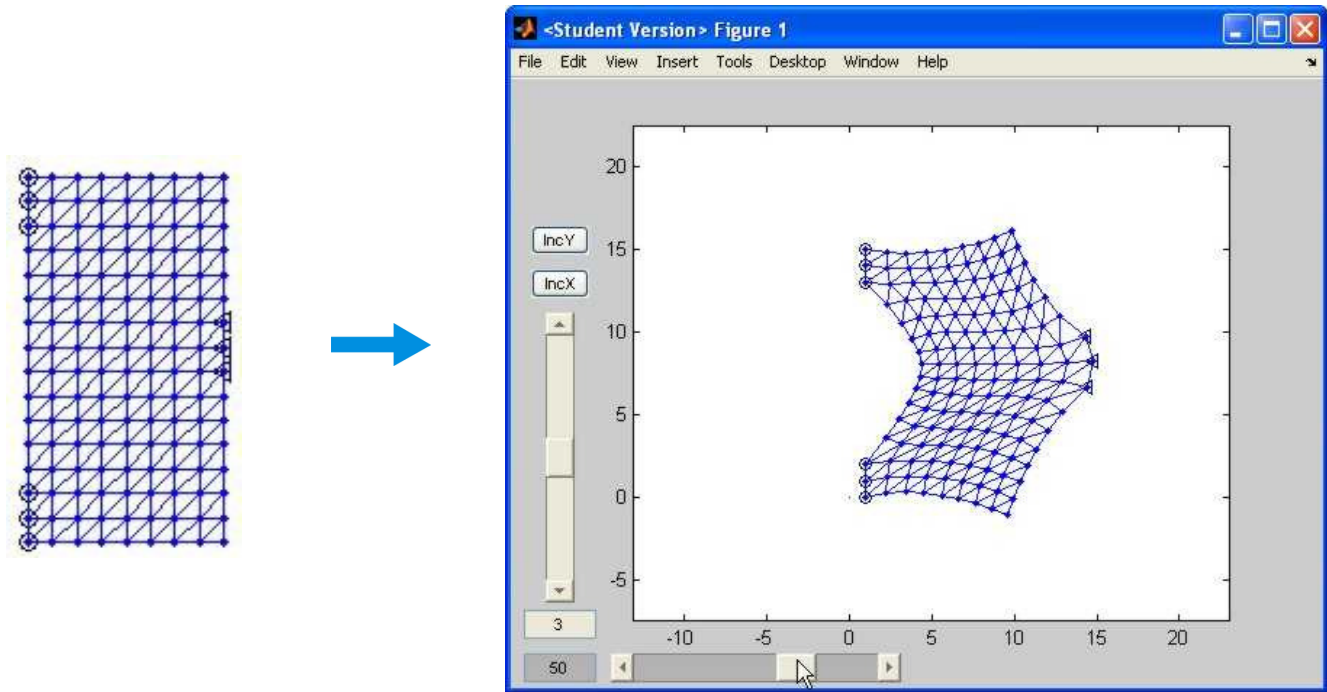 <Student Version> Figure 1
File Edit View Insert Tools Desktop Window Help
20
15
10
5
0
-5
-10 -5 0 5 10 15 20
IncY
IncX
3
50